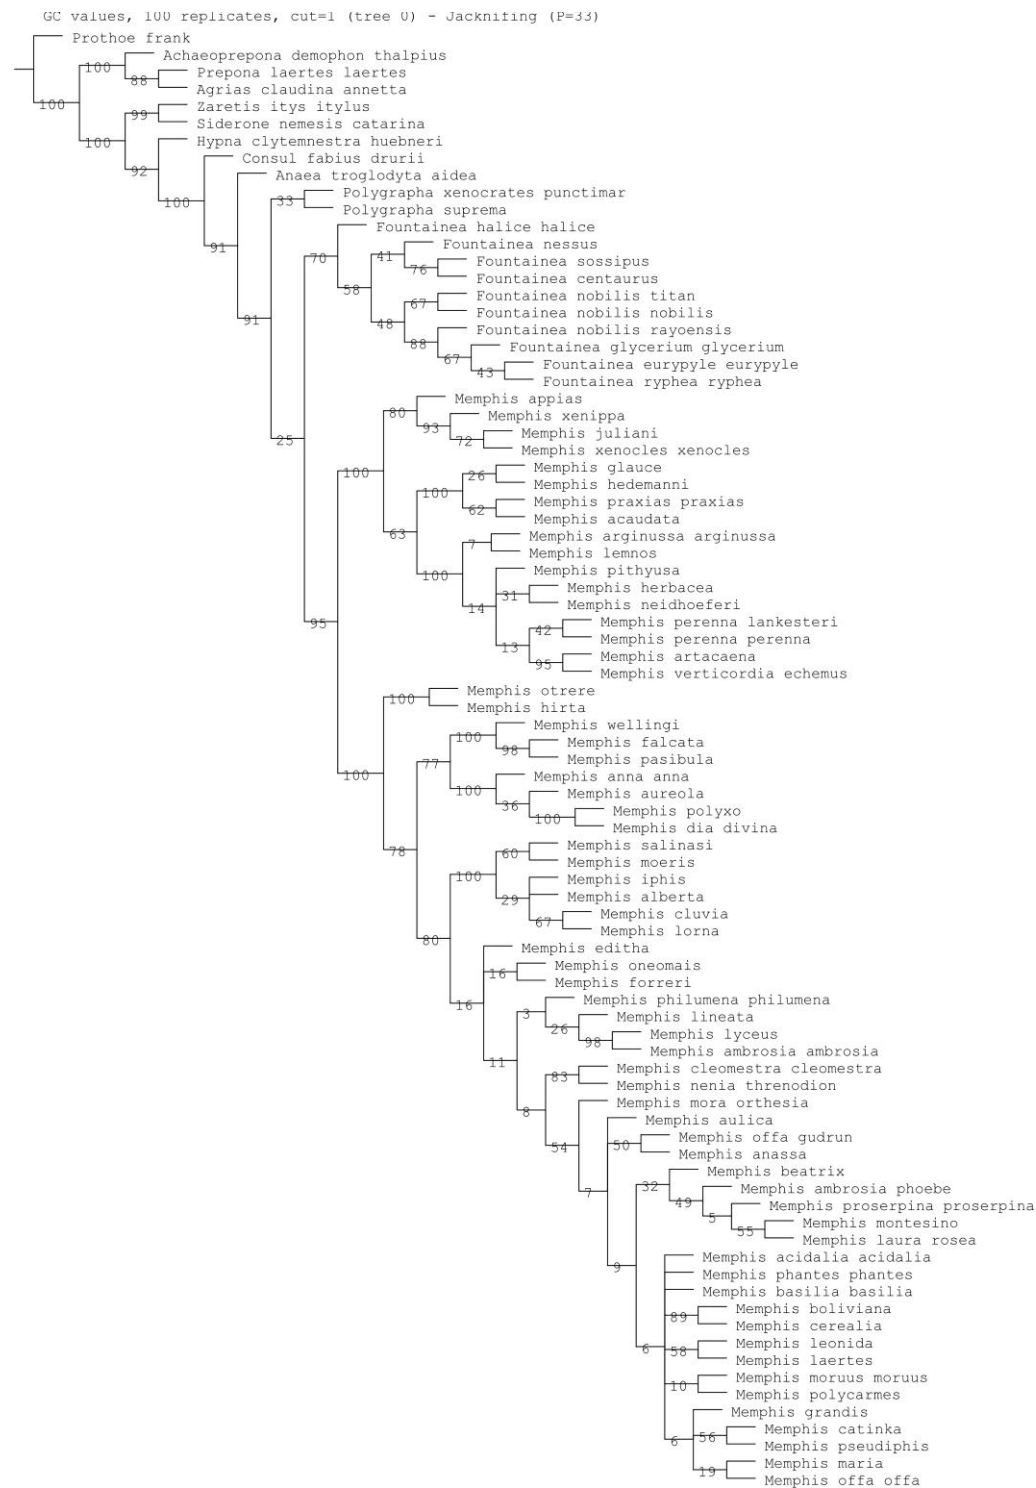 GC values, 100 replicates, cut=1 (tree 0) - Jacknifing (P=33)
Prothoe frank
Achaeoprepona demophon thalpius
100
Prepona laertes laertes
88
Agrias claudina annetta
100
Zaretis itys itylus
99
Siderone nemesis catarina
100
Hypna clytemnestra huebneri
Consul fabius drurii
92
Anaea troglodyta aidea
Polygrapha xenocrates punctimar
100
33
Polygrapha suprema
Fountainea halice halice
Fountainea nessus
91
70
41
Fountainea sossipus
76
Fountainea centaurus
58
Fountainea nobilis titan
67
Fountainea nobilis nobilis
91
48
Fountainea nobilis rayoensis
88
Fountainea glycerium glycerium
67
Fountainea eurypyle eurypyle
43
Fountainea ryphea ryphea
Memphis appias
80
Memphis xenippa
93
Memphis juliani
25
72
Memphis xenocles xenocles
Memphis glauce
100
26
Memphis hedemanni
100
Memphis praxias praxias
62
Memphis acaudata
63
Memphis arginussa arginussa
7
Memphis lemnos
Memphis pithyusa
100
Memphis herbacea
31
Memphis neidhoeferi
14
Memphis perenna lankesteri
95
42
Memphis perenna perenna
13
Memphis artacaena
95
Memphis verticordia echemus
Memphis otrere
100
Memphis hirta
Memphis wellingi
100
Memphis falcata
98
Memphis pasibula
77
Memphis anna anna
100
100
Memphis aureola
36
Memphis polyxo
100
Memphis dia divina
Memphis salinasi
78
60
Memphis moeris
100
Memphis iphis
Memphis alberta
29
Memphis cluvia
67
Memphis lorna
80
Memphis editha
Memphis oneomais
16
Memphis forreri
Memphis philumena philumena
16
3
Memphis lineata
26
Memphis lyceus
98
Memphis ambrosia ambrosia
11
Memphis cleomestra cleomestra
83
Memphis nenia threnodion
Memphis mora orthesia
8
Memphis aulica
Memphis offa gudrun
54
50
Memphis anassa
Memphis beatrix
7
32
Memphis ambrosia phoebe
49
Memphis proserpina proserpina
5
Memphis montesino
55
Memphis laura rosea
Memphis acidalia acidalia
9
Memphis phantes phantes
Memphis basilia basilia
Memphis boliviana
89
Memphis cerealia
Memphis leonida
6
58
Memphis laertes
Memphis moruus moruus
10
Memphis polycarmes
Memphis grandis
Memphis catinka
6
56
Memphis pseudiphis
Memphis maria
19
Memphis offa offa